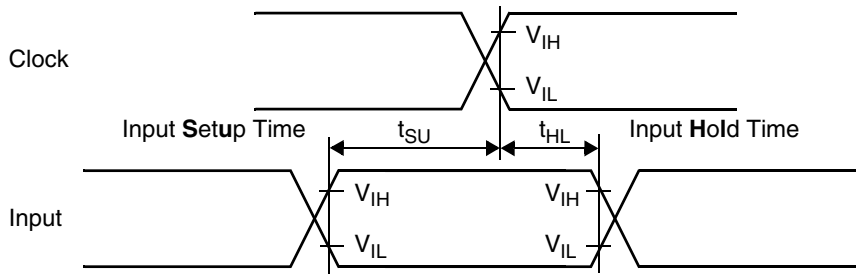 Clock
V_IH
V_IL
Input Setup Time
t_SU
t_HL
Input Hold Time
Input
V_IH
V_IH
V_IL
V_IL